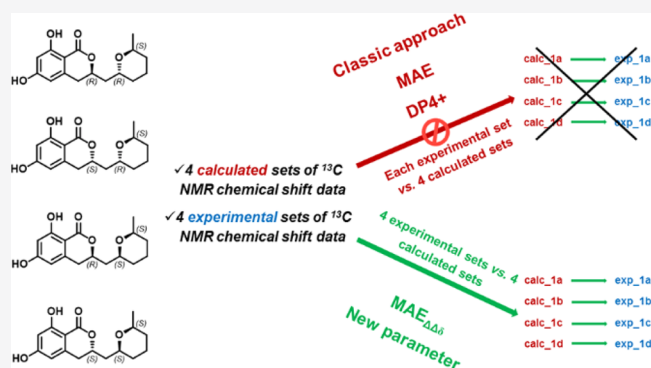 OH O (S)
O O
HO (R) (R)
OH O (S)
O O
HO (S) (R)
OH O (S)
O O
HO (R) (S)
OH O (S)
O O
HO (S) (S)
✓4 calculated sets of ¹³C
NMR chemical shift data
✓4 experimental sets of ¹³C
NMR chemical shift data
Classic approach
MAE
DP4+
Each experimental set
vs. 4 calculated sets
4 experimental sets vs. 4
calculated sets
MAE_ΔΔδ
New parameter
calc_1a exp_1a
calc_1b exp_1b
calc_1c exp_1c
calc_1d exp_1d
calc_1a exp_1a
calc_1b exp_1b
calc_1c exp_1c
calc_1d exp_1d